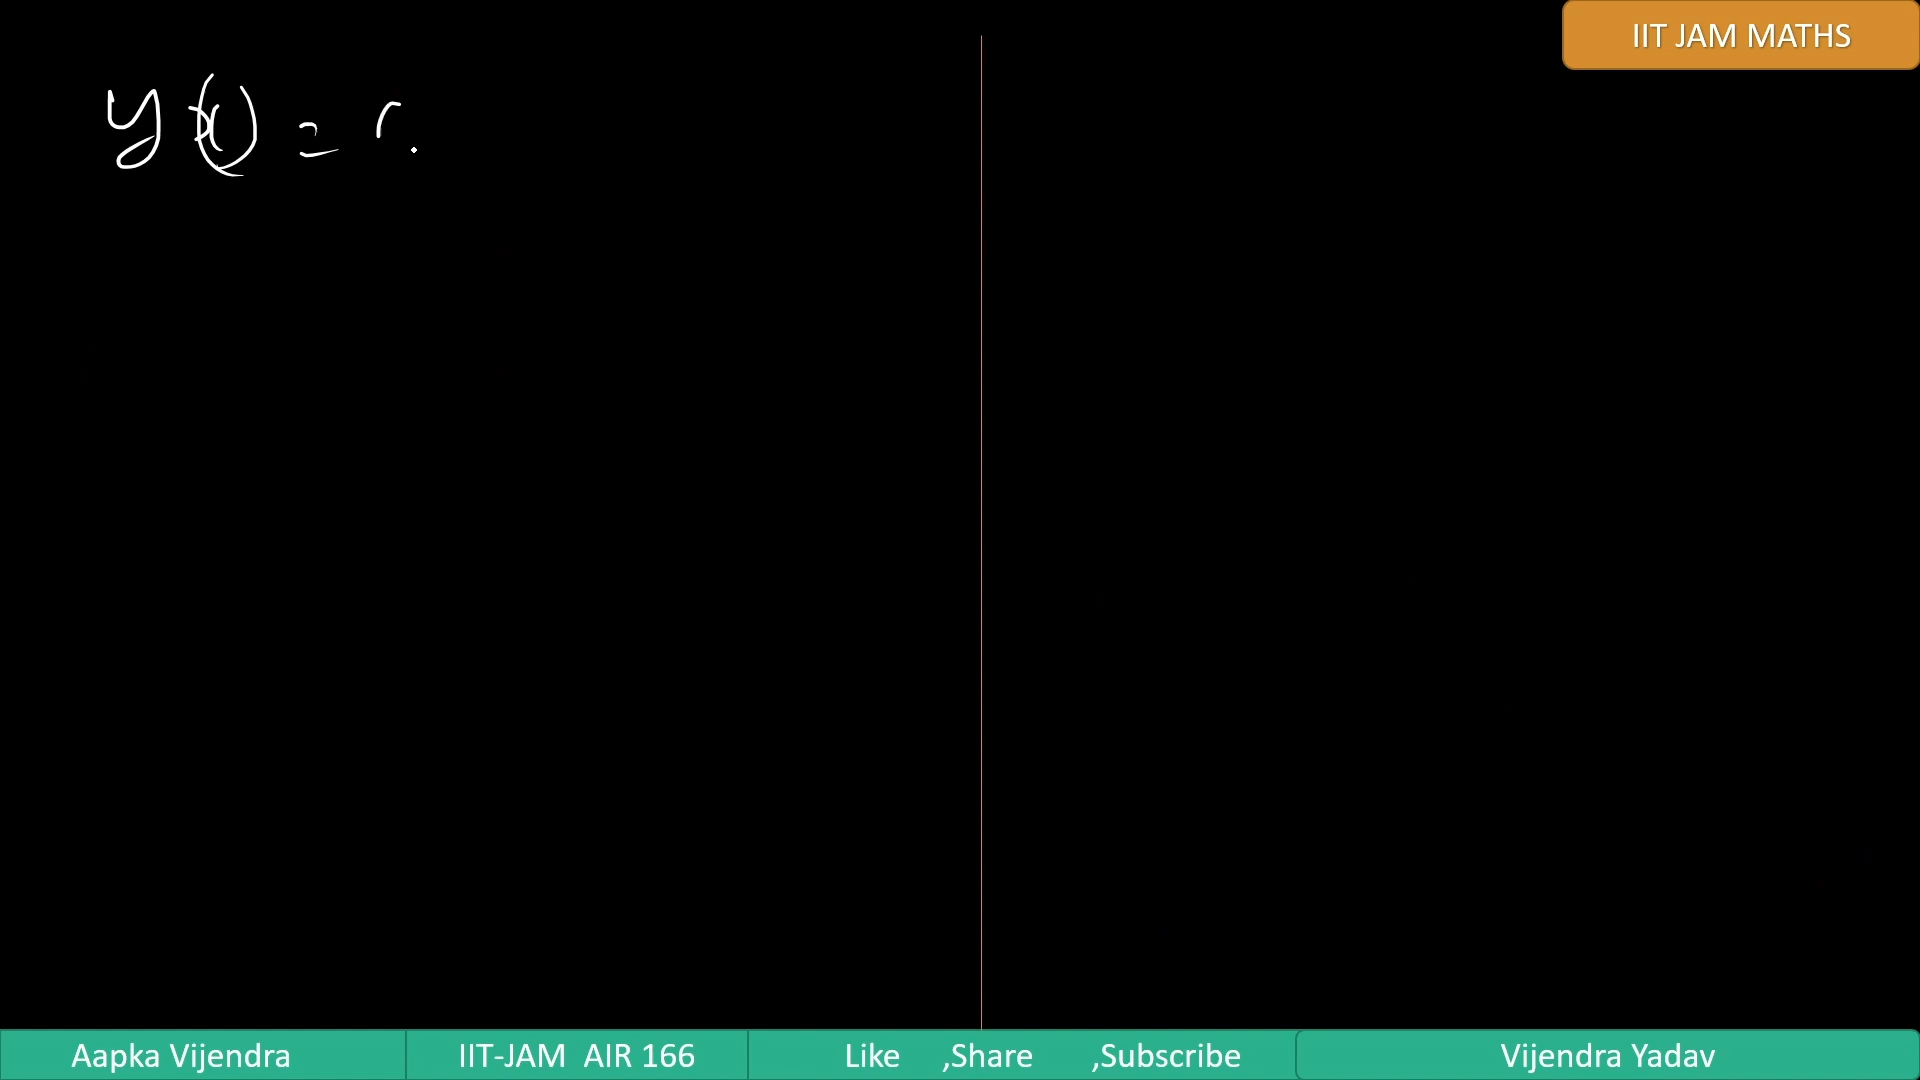 IIT JAM MATHS
y(x) =
Aapka Vijendra
IIT-JAM AIR 166
Like ,Share ,Subscribe
Vijendra Yadav